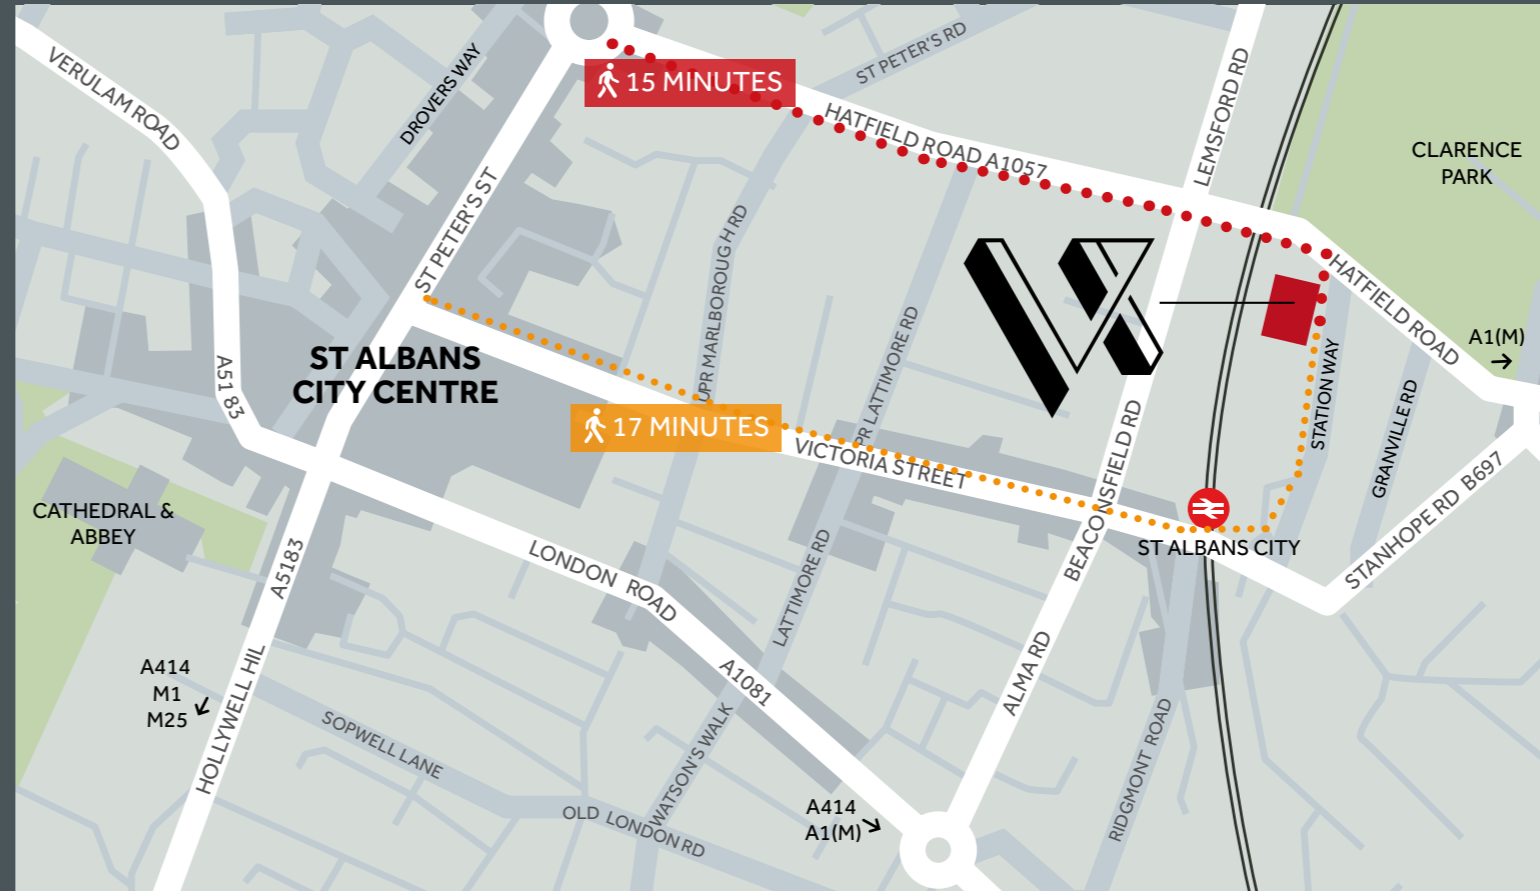 VERULAM ROAD
DROVERS WAY
15 MINUTES
ST PETER'S RD
LEMSFORD RD
HATFIELD ROAD A1057
CLARENCE
PARK
ST PETER'S ST
UPR MARLBOROUGH RD
HATFIELD ROAD
A1(M)
ST ALBANS
CITY CENTRE
A5183
PR LATTIMORE RD
STATION WAY
GRANVILLE RD
17 MINUTES
VICTORIA STREET
BEACONSFIELD RD
STANHOPE RD B697
CATHEDRAL &
ABBEY
ST ALBANS CITY
A5183
LONDON ROAD
LATTIMORE RD
A414
M1
M25
HOLLYWELL HIL
A1081
ALMA RD
SOPWELL LANE
WATSON'S WALK
RIDGMONT ROAD
OLD LONDON RD
A414
A1(M)